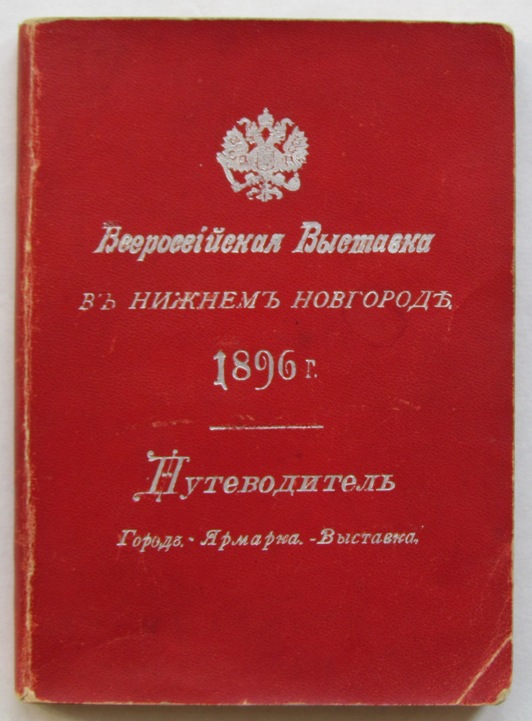 Всероссійская Выставка
ВЪ НИЖНЕМЪ НОВГОРОДѢ,
1896 г.
Путеводитель
Городъ. - Ярмарка. - Выставка.